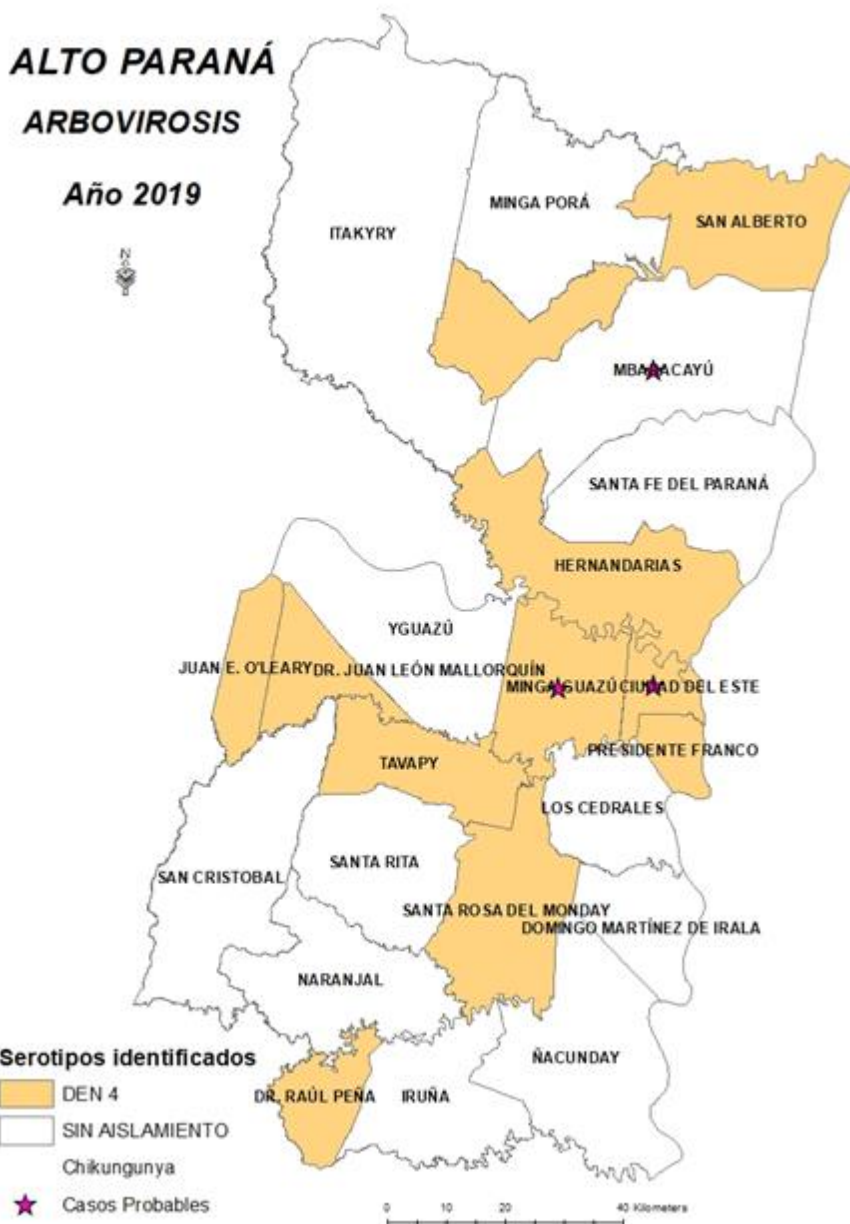 ALTO PARANÁ
ARBOVIROSIS
Año 2019
N
ITAKYRY
MINGA PORÁ
SAN ALBERTO
MBARACAYÚ
SANTA FE DEL PARANÁ
HERNANDARIAS
YGUAZÚ
JUAN E. O'LEARY
DR. JUAN LEÓN MALLORQUÍN
MINGA GUAZÚ
CIUDAD DEL ESTE
PRESIDENTE FRANCO
TAVAPY
LOS CEDRALES
SANTA RITA
SAN CRISTOBAL
SANTA ROSA DEL MONDAY
DOMINGO MARTÍNEZ DE IRALA
NARANJAL
ÑACUNDAY
DR. RAÚL PEÑA
IRUÑA
Serotipos identificados
DEN 4
SIN AISLAMIENTO
Chikungunya
Casos Probables
0 10 20 40 Kilometers